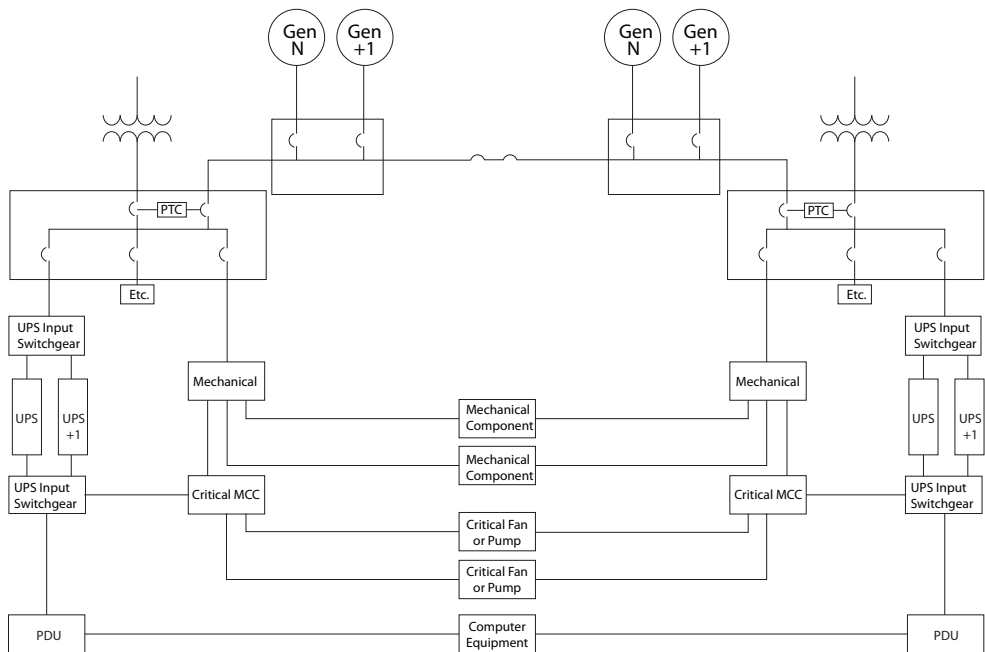 Gen
N
Gen
+1
Gen
N
Gen
+1
PTC
PTC
Etc.
Etc.
UPS Input
Switchgear
UPS Input
Switchgear
Mechanical
Mechanical
UPS
UPS
+1
Mechanical
Component
UPS
UPS
+1
Mechanical
Component
UPS Input
Switchgear
Critical MCC
Critical MCC
UPS Input
Switchgear
Critical Fan
or Pump
Critical Fan
or Pump
PDU
Computer
Equipment
PDU